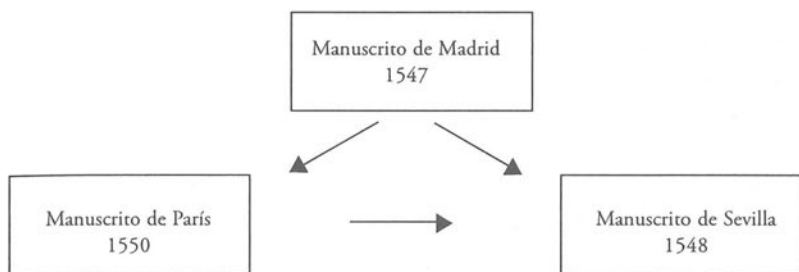 Manuscrito de Madrid
1547
Manuscrito de París
1550
Manuscrito de Sevilla
1548